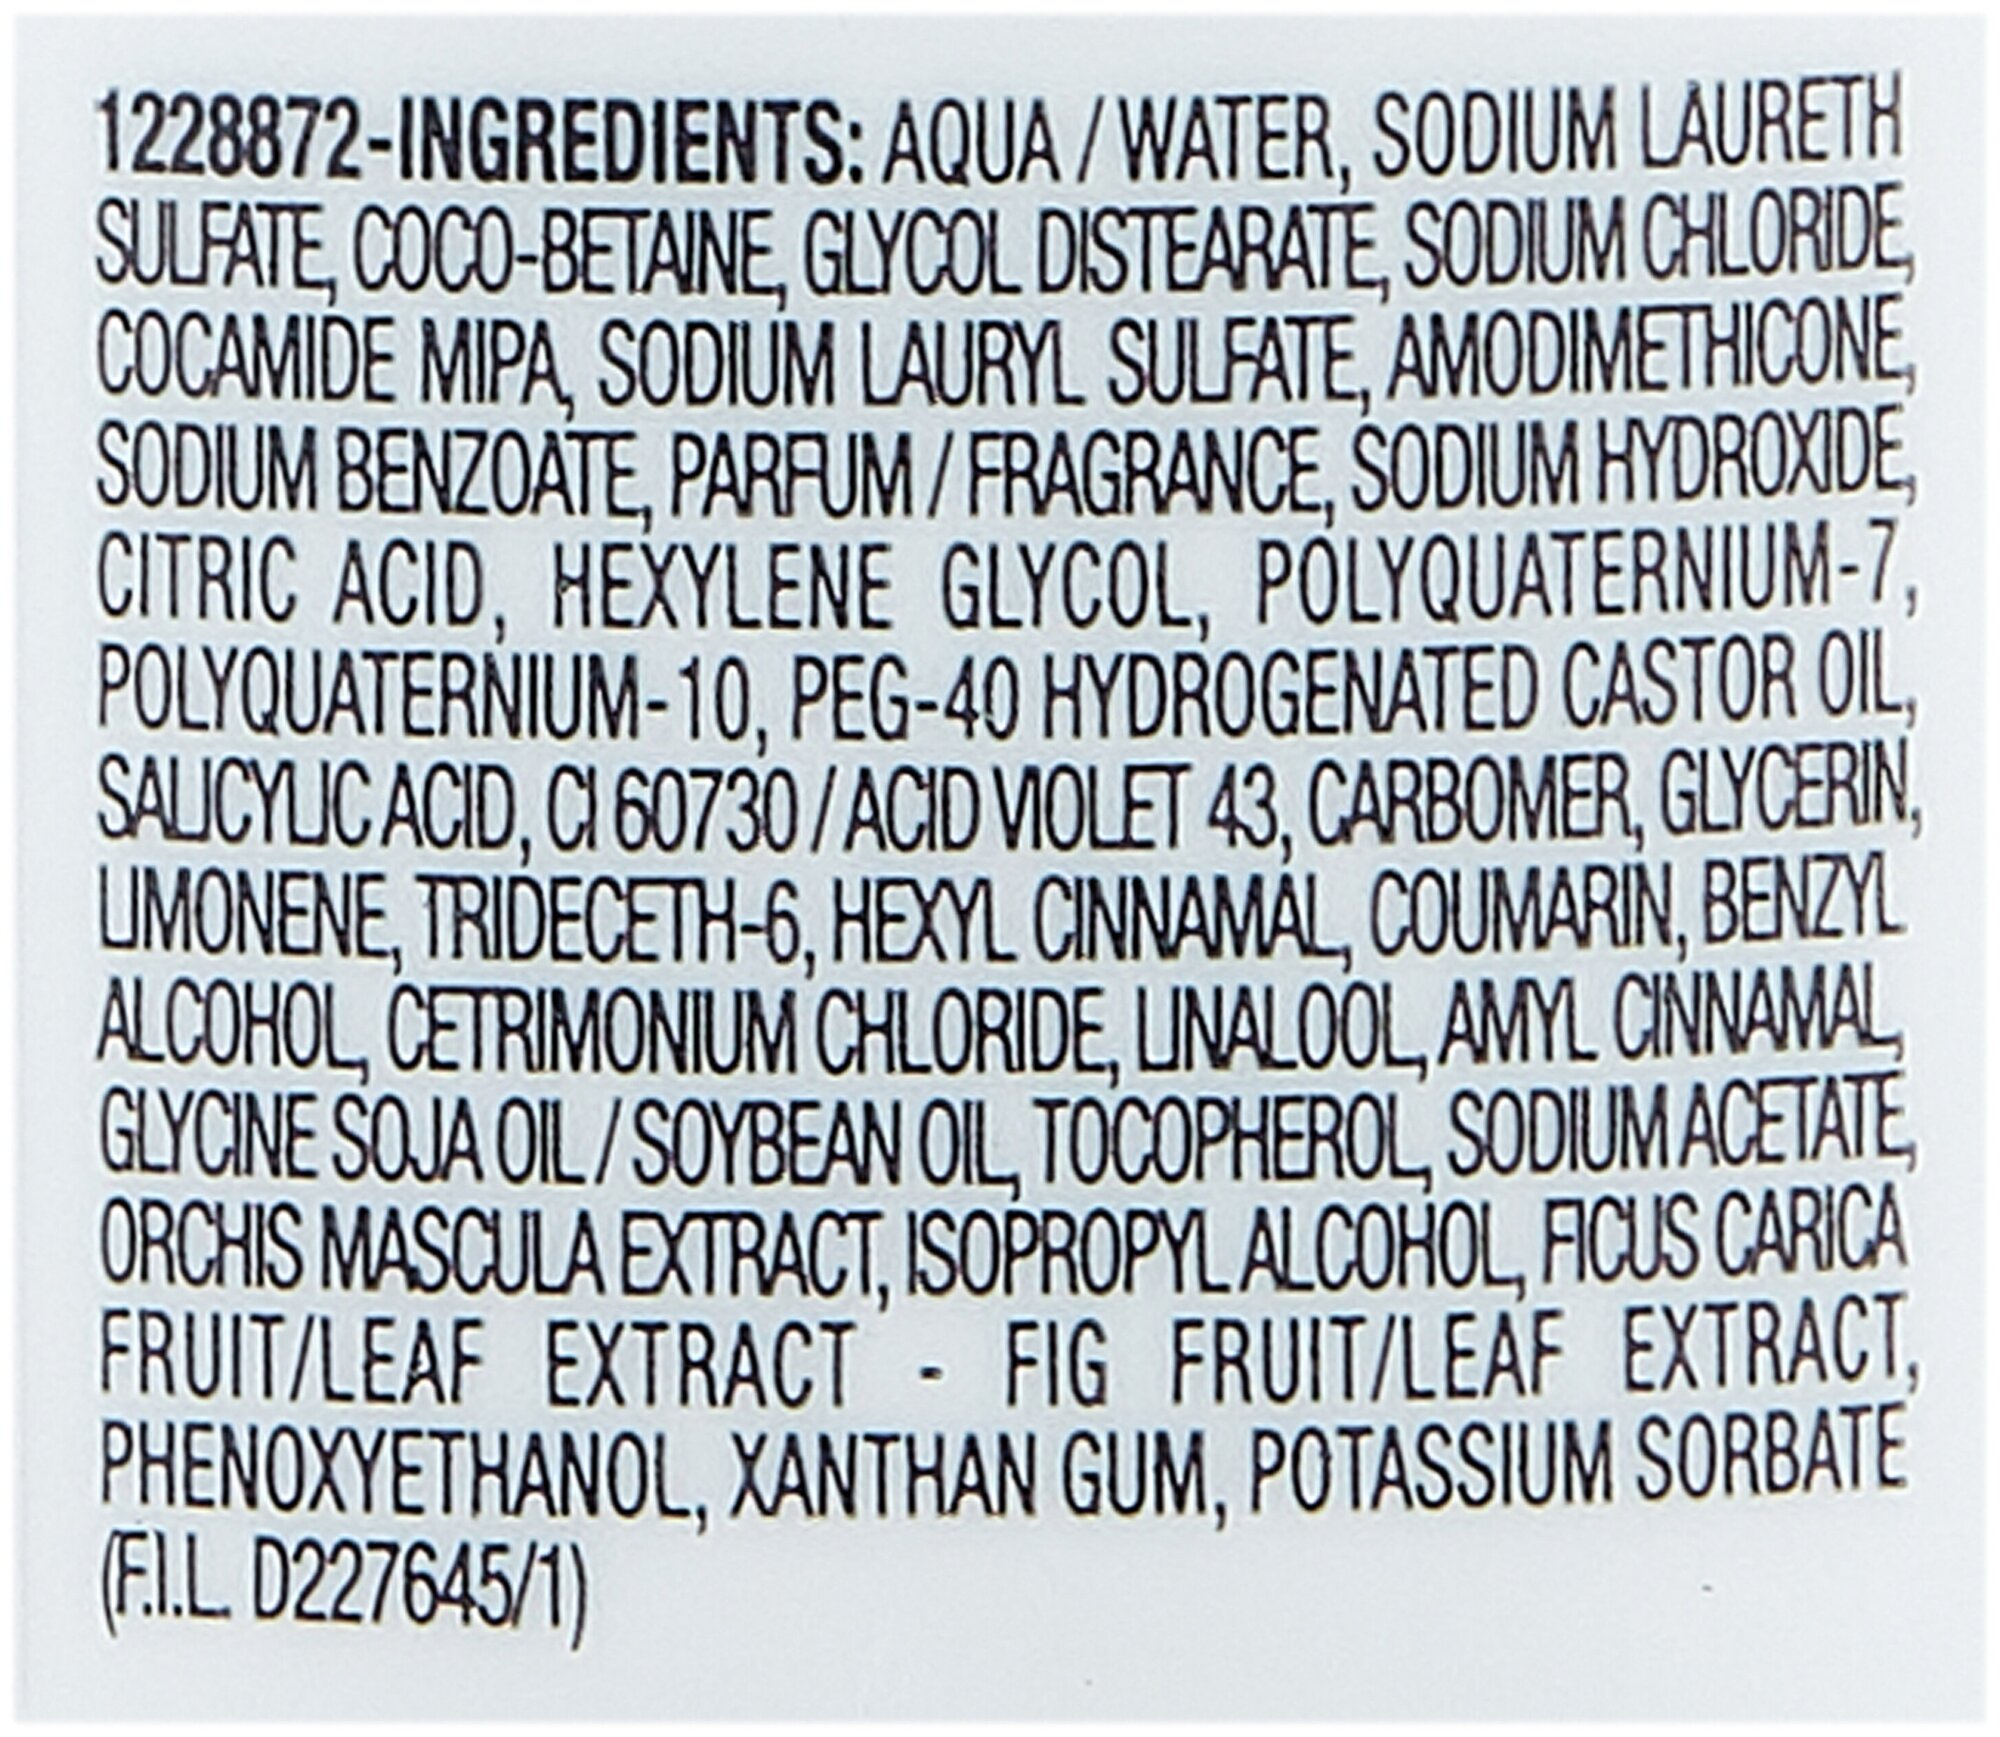 1228872-INGREDIENTS: AQUA / WATER, SODIUM LAURETH
SULFATE, COCO-BETAINE, GLYCOL DISTEARATE, SODIUM CHLORIDE,
COCAMIDE MIPA, SODIUM LAURYL SULFATE, AMODIMETHICONE,
SODIUM BENZOATE, PARFUM / FRAGRANCE, SODIUM HYDROXIDE,
CITRIC ACID, HEXYLENE GLYCOL, POLYQUATERNIUM-7,
POLYQUATERNIUM-10, PEG-40 HYDROGENATED CASTOR OIL,
SALICYLIC ACID, CI 60730 / ACID VIOLET 43, CARBOMER, GLYCERIN,
LIMONENE, TRIDECETH-6, HEXYL CINNAMAL, COUMARIN, BENZYL
ALCOHOL, CETRIMONIUM CHLORIDE, LINALOOL, AMYL CINNAMAL,
GLYCINE SOJA OIL / SOYBEAN OIL, TOCOPHEROL, SODIUM ACETATE,
ORCHIS MASCULA EXTRACT, ISOPROPYL ALCOHOL, FICUS CARICA
FRUIT/LEAF EXTRACT - FIG FRUIT/LEAF EXTRACT,
PHENOXYETHANOL, XANTHAN GUM, POTASSIUM SORBATE
(F.I.L. D227645/1)